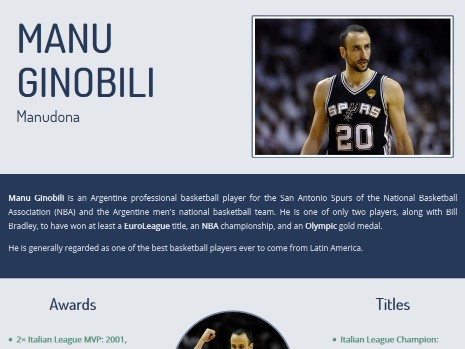 MANU
GINOBILI
Manudona
SPURS
20
Manu Ginobili is an Argentine professional basketball player for the San Antonio Spurs of the National Basketball
Association (NBA) and the Argentine men's national basketball team. He is one of only two players, along with Bill
Bradley, to have won at least a EuroLeague title, an NBA championship, and an Olympic gold medal.
He is generally regarded as one of the best basketball players ever to come from Latin America.
Awards
Titles
• 2× Italian League MVP: 2001,
• Italian League Champion: